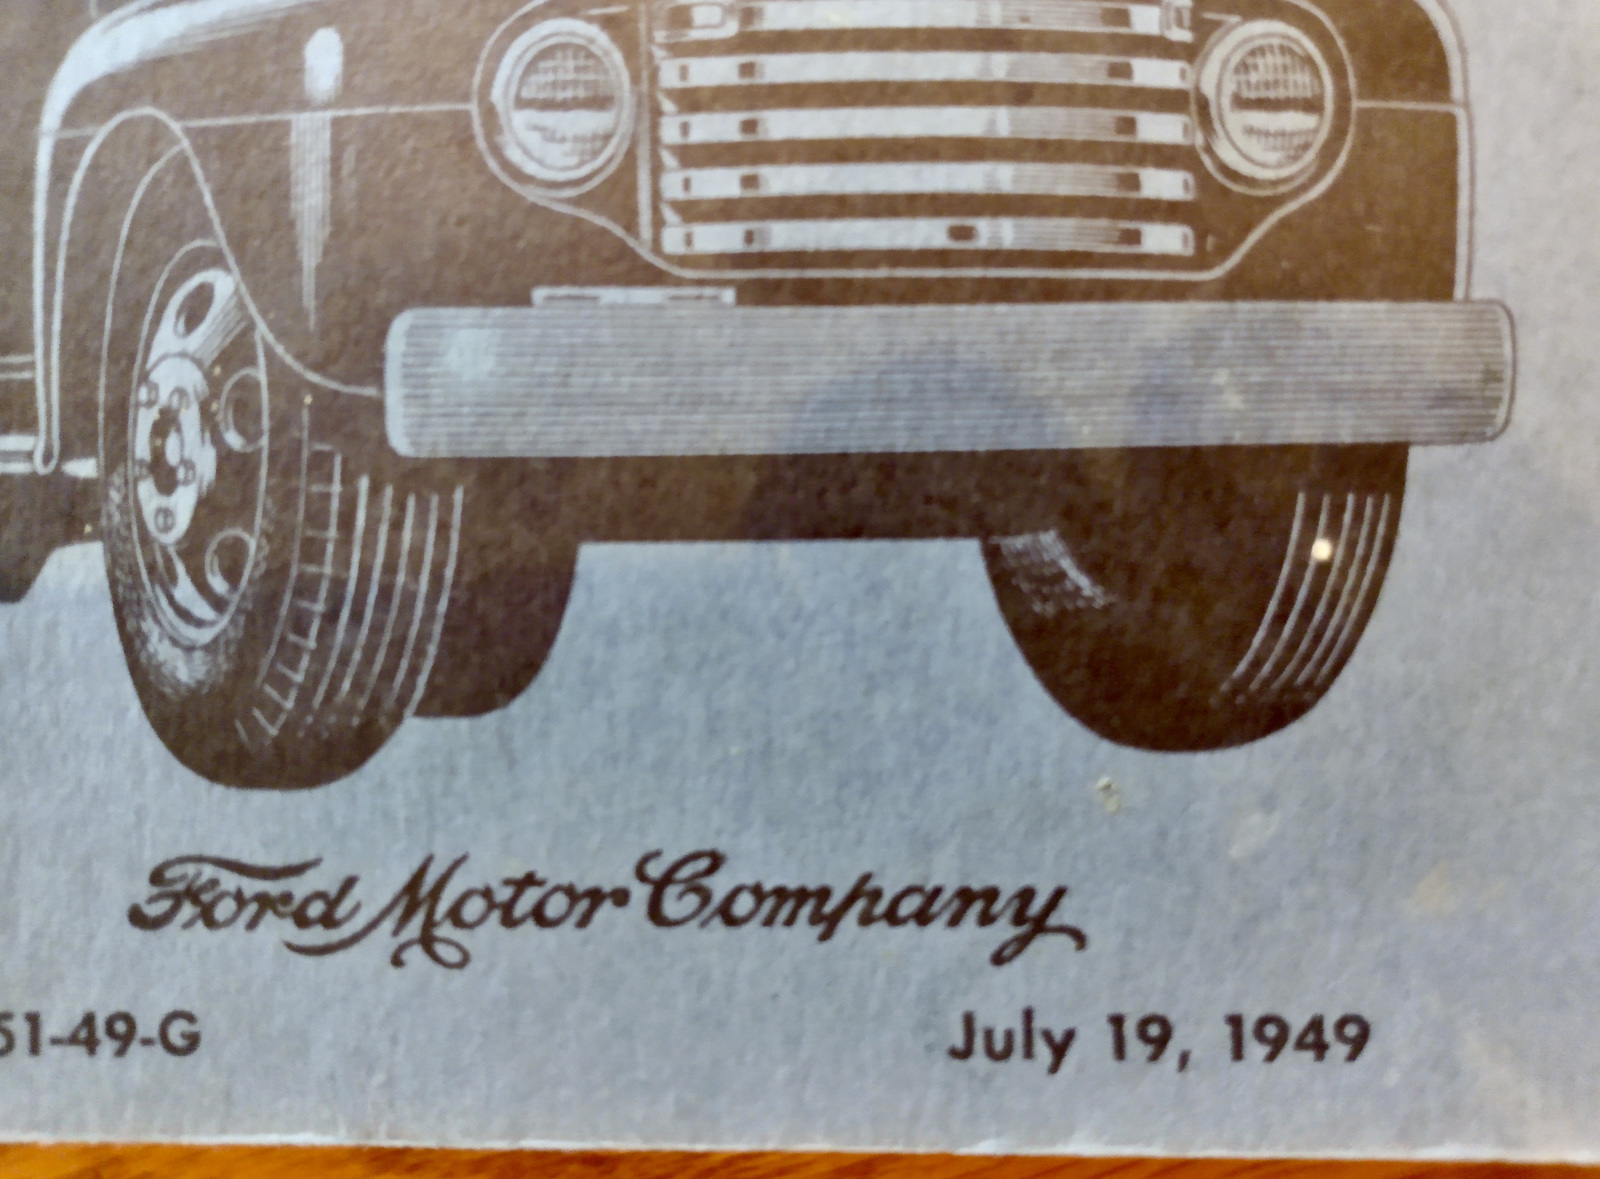 Ford Motor Company
51-49-G
July 19, 1949